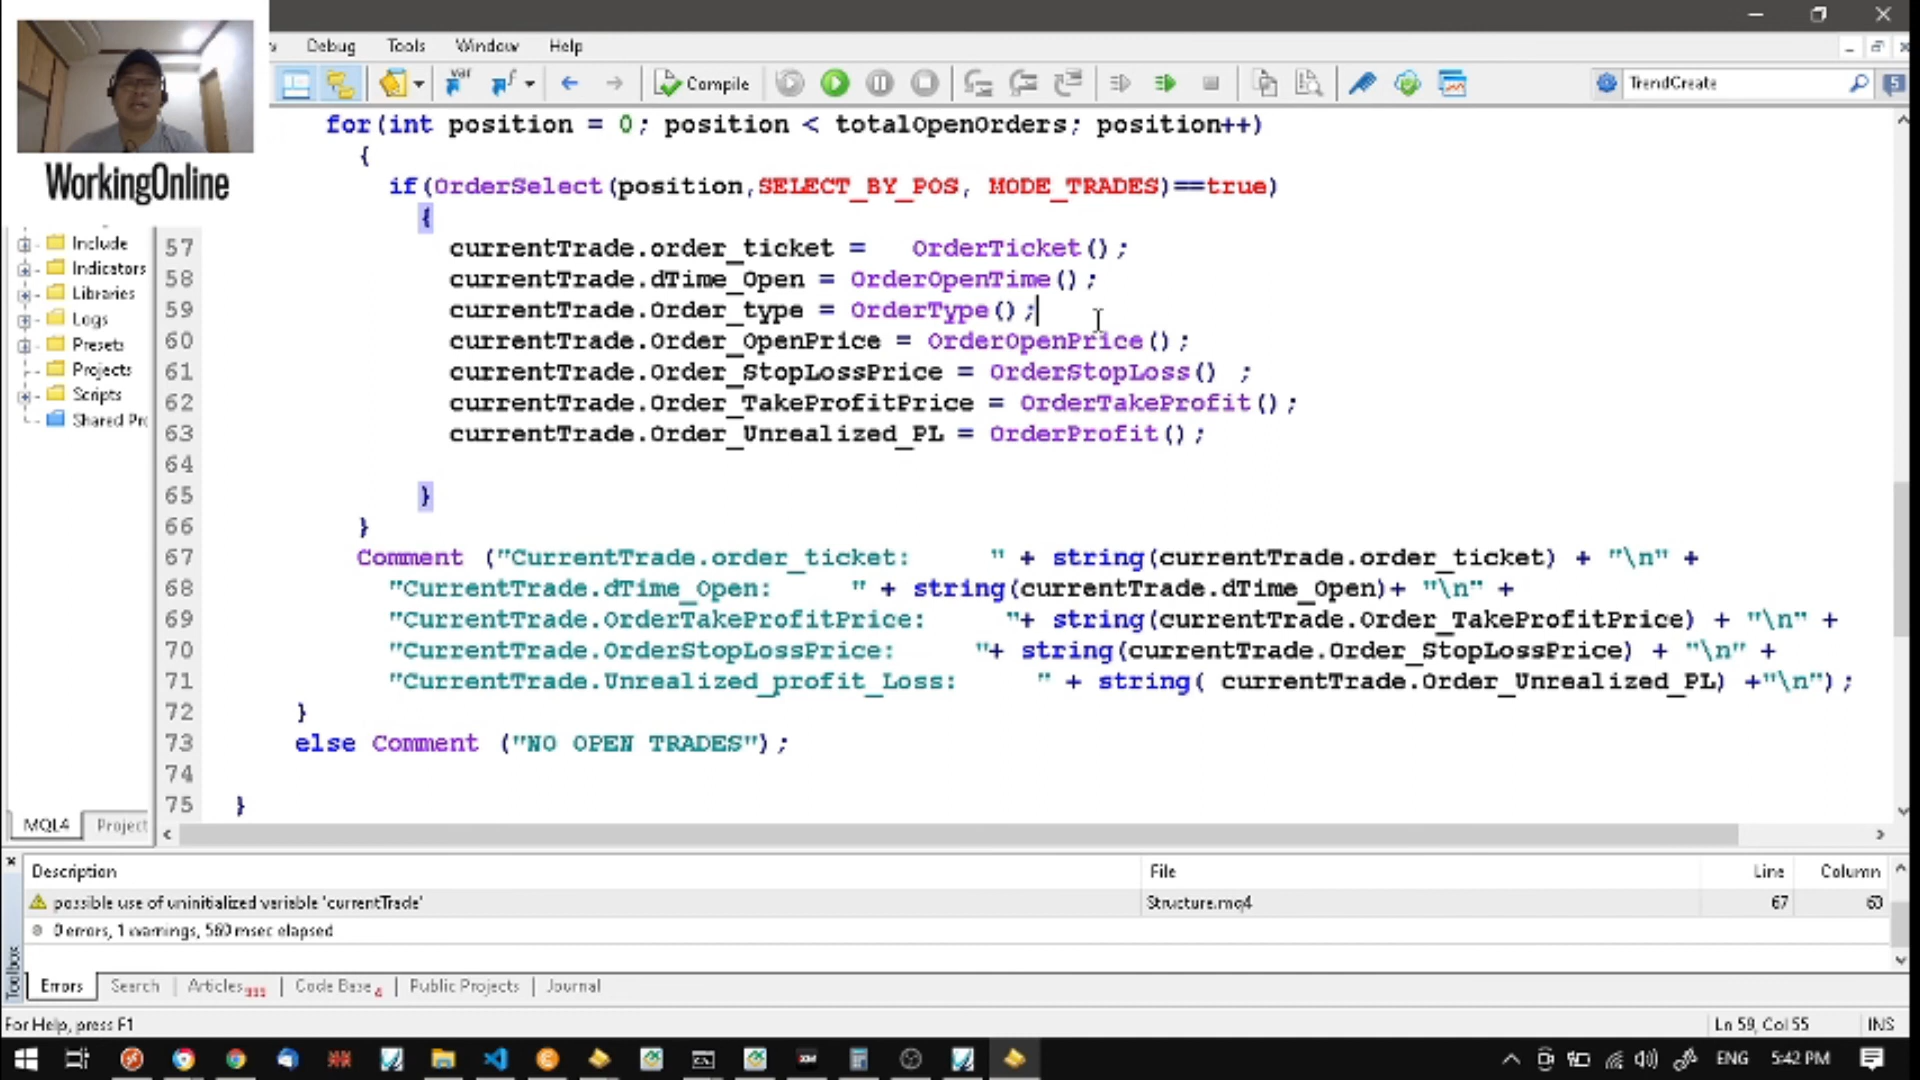 Debug Tools Window Help
Compile
TrendCreate
5
WorkingOnline
Include
Indicators
Libraries
Logs
Presets
Projects
Scripts
Shared Pr
MQL4 Project
for(int position = 0; position < totalOpenOrders; position++)
{
if(OrderSelect(position,SELECT_BY_POS, MODE_TRADES)==true)
{
57 currentTrade.order_ticket = OrderTicket();
58 currentTrade.dTime_Open = OrderOpenTime();
59 currentTrade.Order_type = OrderType();
60 currentTrade.Order_OpenPrice = OrderOpenPrice();
61 currentTrade.Order_StopLossPrice = OrderStopLoss() ;
62 currentTrade.Order_TakeProfitPrice = OrderTakeProfit();
63 currentTrade.Order_Unrealized_PL = OrderProfit();
64
65 }
66 }
67 Comment ("CurrentTrade.order_ticket: " + string(currentTrade.order_ticket) + "\n" +
68 "CurrentTrade.dTime_Open: " + string(currentTrade.dTime_Open)+ "\n" +
69 "CurrentTrade.OrderTakeProfitPrice: "+ string(currentTrade.Order_TakeProfitPrice) + "\n" +
70 "CurrentTrade.OrderStopLossPrice: "+ string(currentTrade.Order_StopLossPrice) + "\n" +
71 "CurrentTrade.Unrealized_profit_Loss: " + string( currentTrade.Order_Unrealized_PL) +"\n");
72 }
73 else Comment ("NO OPEN TRADES");
74
75 }
Description File Line Column
possible use of uninitialized variable 'currentTrade' Structure.mq4 67 60
0 errors, 1 warnings, 560 msec elapsed
Toolbox
Errors Search Articles Code Base Public Projects Journal
For Help, press F1 Ln 59, Col 55 INS
ENG 5:42 PM